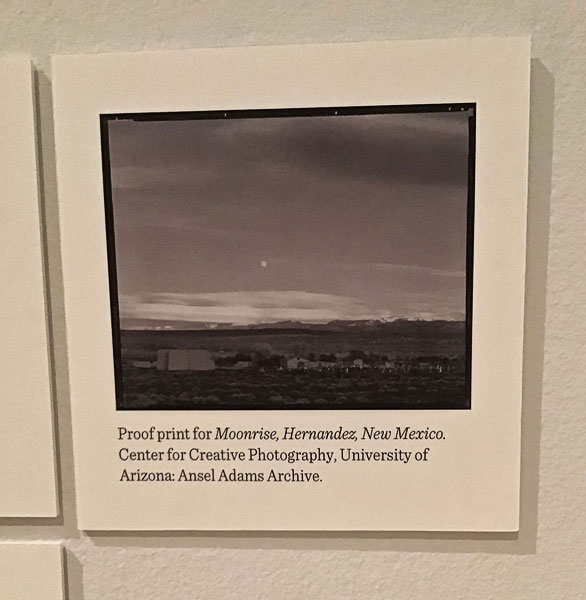 Proof print for Moonrise, Hernandez, New Mexico.
Center for Creative Photography, University of
Arizona: Ansel Adams Archive.